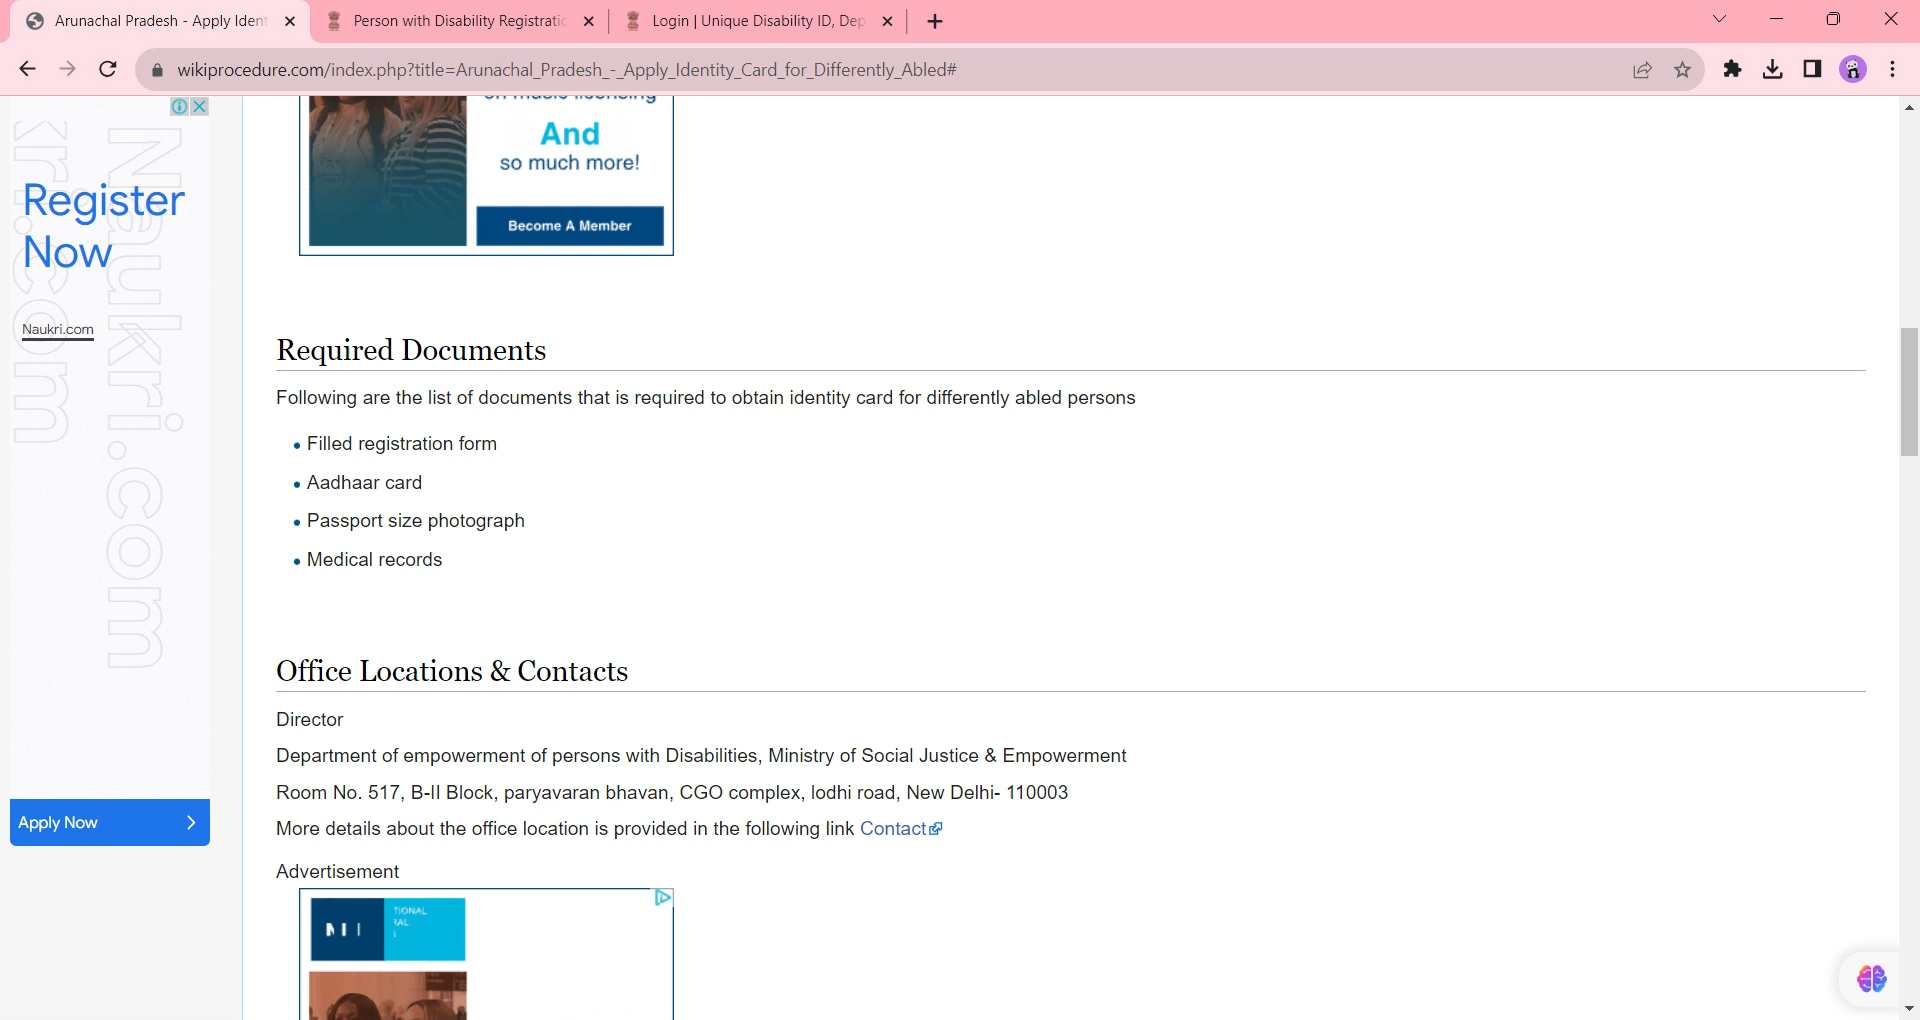 Arunachal Pradesh - Apply Ident
Person with Disability Registratio
Login | Unique Disability ID, Dep
wikiprocedure.com/index.php?title=Arunachal_Pradesh_-_Apply_Identity_Card_for_Differently_Abled#
Naukri.com
Register
Now
Naukri.com
Apply Now
And
so much more!
Become A Member
Required Documents
Following are the list of documents that is required to obtain identity card for differently abled persons
• Filled registration form
• Aadhaar card
• Passport size photograph
• Medical records
Office Locations & Contacts
Director
Department of empowerment of persons with Disabilities, Ministry of Social Justice & Empowerment
Room No. 517, B-II Block, paryavaran bhavan, CGO complex, lodhi road, New Delhi- 110003
More details about the office location is provided in the following link Contact
Advertisement
TIONAL